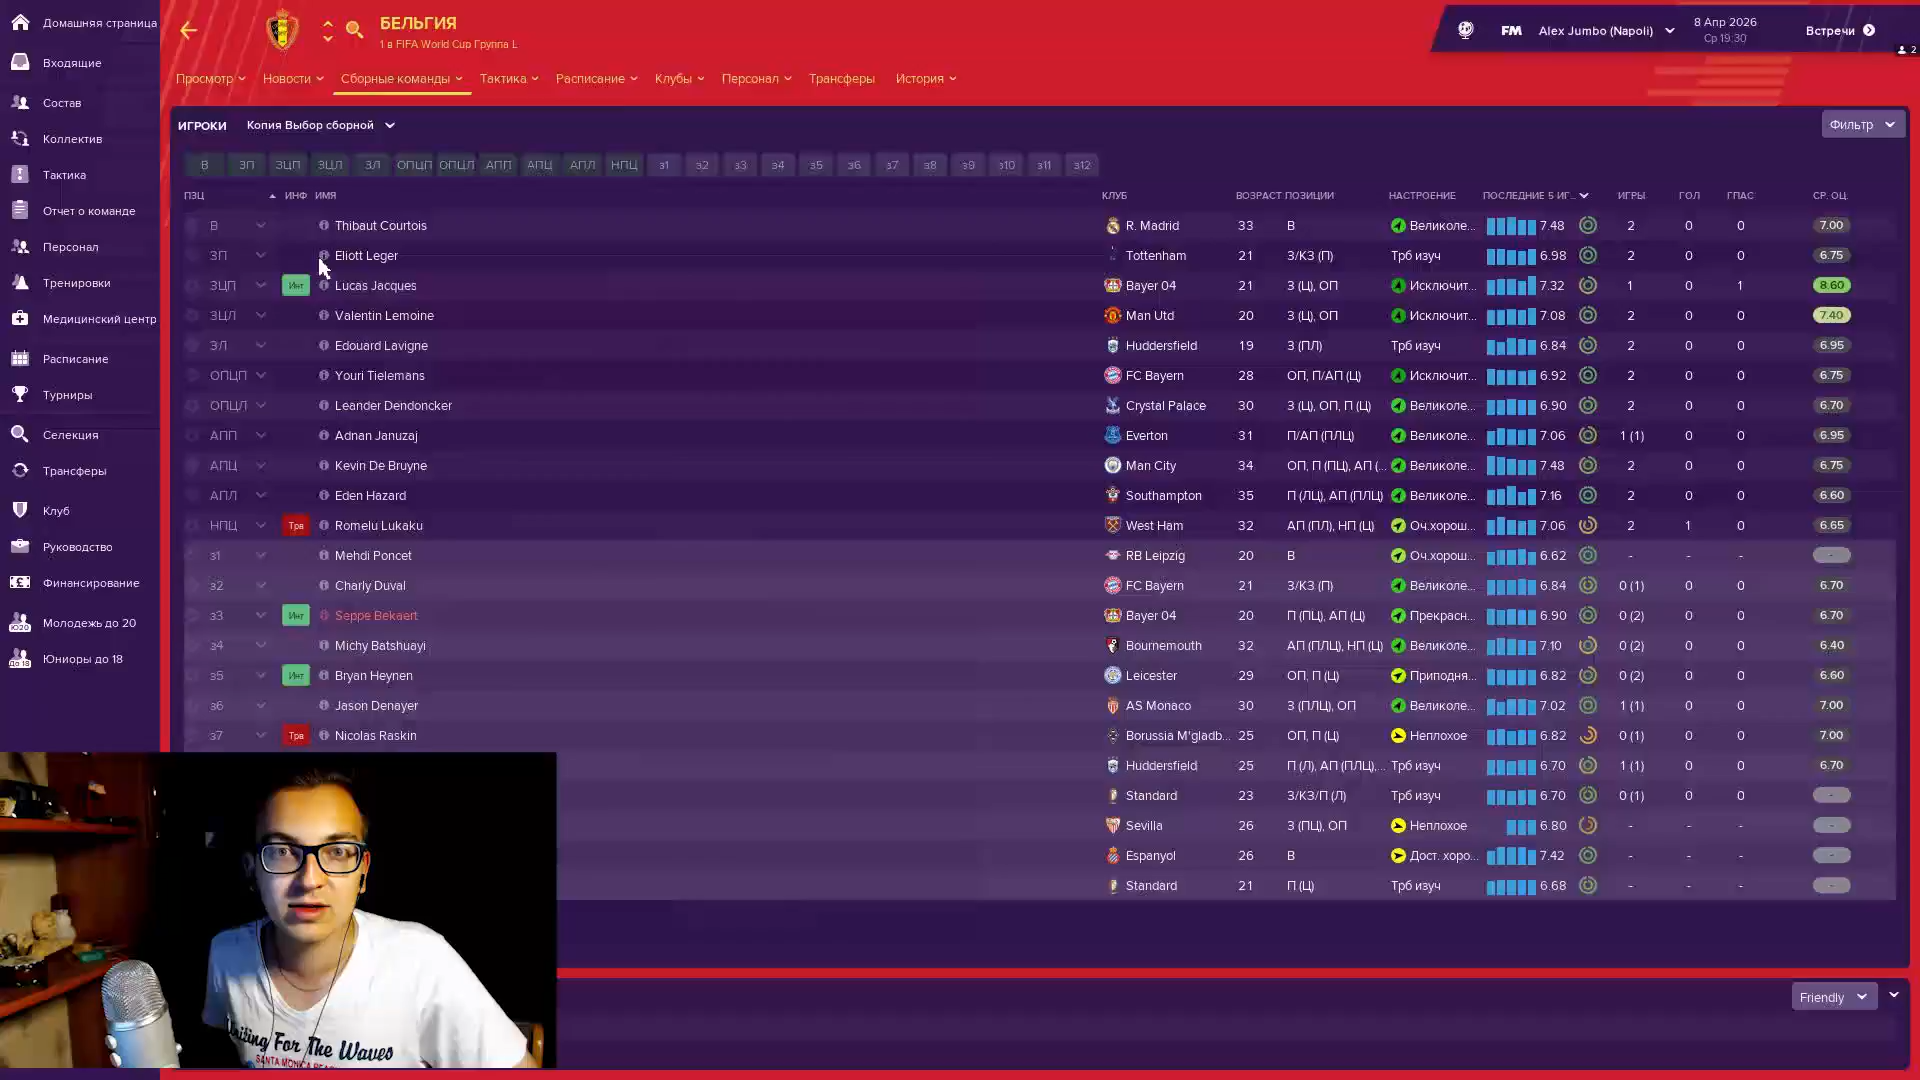 Домашняя страница
Входящие
Состав
Коллектив
Тактика
Отчет о команде
Персонал
Тренировки
Медицинский центр
Расписание
Турниры
Селекция
Трансферы
Клуб
Руководство
Финансирование
Молодежь до 20
Юниоры до 18
БЕЛЬГИЯ
1 в FIFA World Cup Группа L
FM Alex Jumbo (Napoli) 8 Апр 2026 Ср 19:30 Встречи
2
Просмотр Новости Сборные команды Тактика Расписание Клубы Персонал Трансферы История
ИГРОКИ Копия Выбор сборной Фильтр
В ЗП ЗЦП ЗЦЛ ЗЛ ОПЦП ОПЦЛ АПП АПЦ АПЛ НПЦ з1 з2 з3 з4 з5 з6 з7 з8 з9 з10 з11 з12
ПЗЦ ИНФ ИМЯ КЛУБ ВОЗРАСТ ПОЗИЦИИ НАСТРОЕНИЕ ПОСЛЕДНИЕ 5 ИГ... ИГРЫ ГОЛ ГПАС СР. ОЦ.
В Thibaut Courtois R. Madrid 33 В Великоле... 7.48 2 0 0 7.00
ЗП Eliott Leger Tottenham 21 З/КЗ (П) Трб изуч 6.98 2 0 0 6.75
ЗЦП Инт Lucas Jacques Bayer 04 21 З (Ц), ОП Исключит... 7.32 1 0 1 8.60
ЗЦЛ Valentin Lemoine Man Utd 20 З (Ц), ОП Исключит... 7.08 2 0 0 7.40
ЗЛ Edouard Lavigne Huddersfield 19 З (ПЛ) Трб изуч 6.84 2 0 0 6.95
ОПЦП Youri Tielemans FC Bayern 28 ОП, П/АП (Ц) Исключит... 6.92 2 0 0 6.75
ОПЦЛ Leander Dendoncker Crystal Palace 30 З (Ц), ОП, П (Ц) Великоле... 6.90 2 0 0 6.70
АПП Adnan Januzaj Everton 31 П/АП (ПЛЦ) Великоле... 7.06 1 (1) 0 0 6.95
АПЦ Kevin De Bruyne Man City 34 ОП, П (ПЦ), АП (... Великоле... 7.48 2 0 0 6.75
АПЛ Eden Hazard Southampton 35 П (ЛЦ), АП (ПЛЦ) Великоле... 7.16 2 0 0 6.60
НПЦ Трв Romelu Lukaku West Ham 32 АП (ПЛ), НП (Ц) Оч.хорош... 7.06 2 1 0 6.65
з1 Mehdi Poncet RB Leipzig 20 В Оч.хорош... 6.62 - - - -
з2 Charly Duval FC Bayern 21 З/КЗ (П) Великоле... 6.84 0 (1) 0 0 6.70
з3 Инт Seppe Bekaert Bayer 04 20 П (ПЦ), АП (Ц) Прекрасн... 6.90 0 (2) 0 0 6.70
з4 Michy Batshuayi Bournemouth 32 АП (ПЛЦ), НП (Ц) Великоле... 7.10 0 (2) 0 0 6.40
з5 Инт Bryan Heynen Leicester 29 ОП, П (Ц) Приподня... 6.82 0 (2) 0 0 6.60
з6 Jason Denayer AS Monaco 30 З (ПЛЦ), ОП Великоле... 7.02 1 (1) 0 0 7.00
з7 Трв Nicolas Raskin Borussia M'gladb... 25 ОП, П (Ц) Неплохое 6.82 0 (1) 0 0 7.00
Huddersfield 25 П (Л), АП (ПЛЦ),... Трб изуч 6.70 1 (1) 0 0 6.70
Standard 23 З/КЗ/П (Л) Трб изуч 6.70 0 (1) 0 0 -
Sevilla 26 З (ПЦ), ОП Неплохое 6.80 - - - -
Espanyol 26 В Дост. хоро... 7.42 - - - -
Standard 21 П (Ц) Трб изуч 6.68 - - - -
Friendly
For The Waves
SANTA MONICA